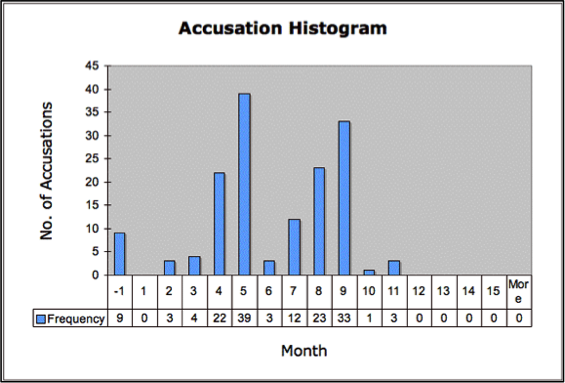 Accusation Histogram
No. of Accusations
45
40
35
30
25
20
15
10
5
0
-1 1 2 3 4 5 6 7 8 9 10 11 12 13 14 15 Mor
e
Frequency 9 0 3 4 22 39 3 12 23 33 1 3 0 0 0 0 0
Month